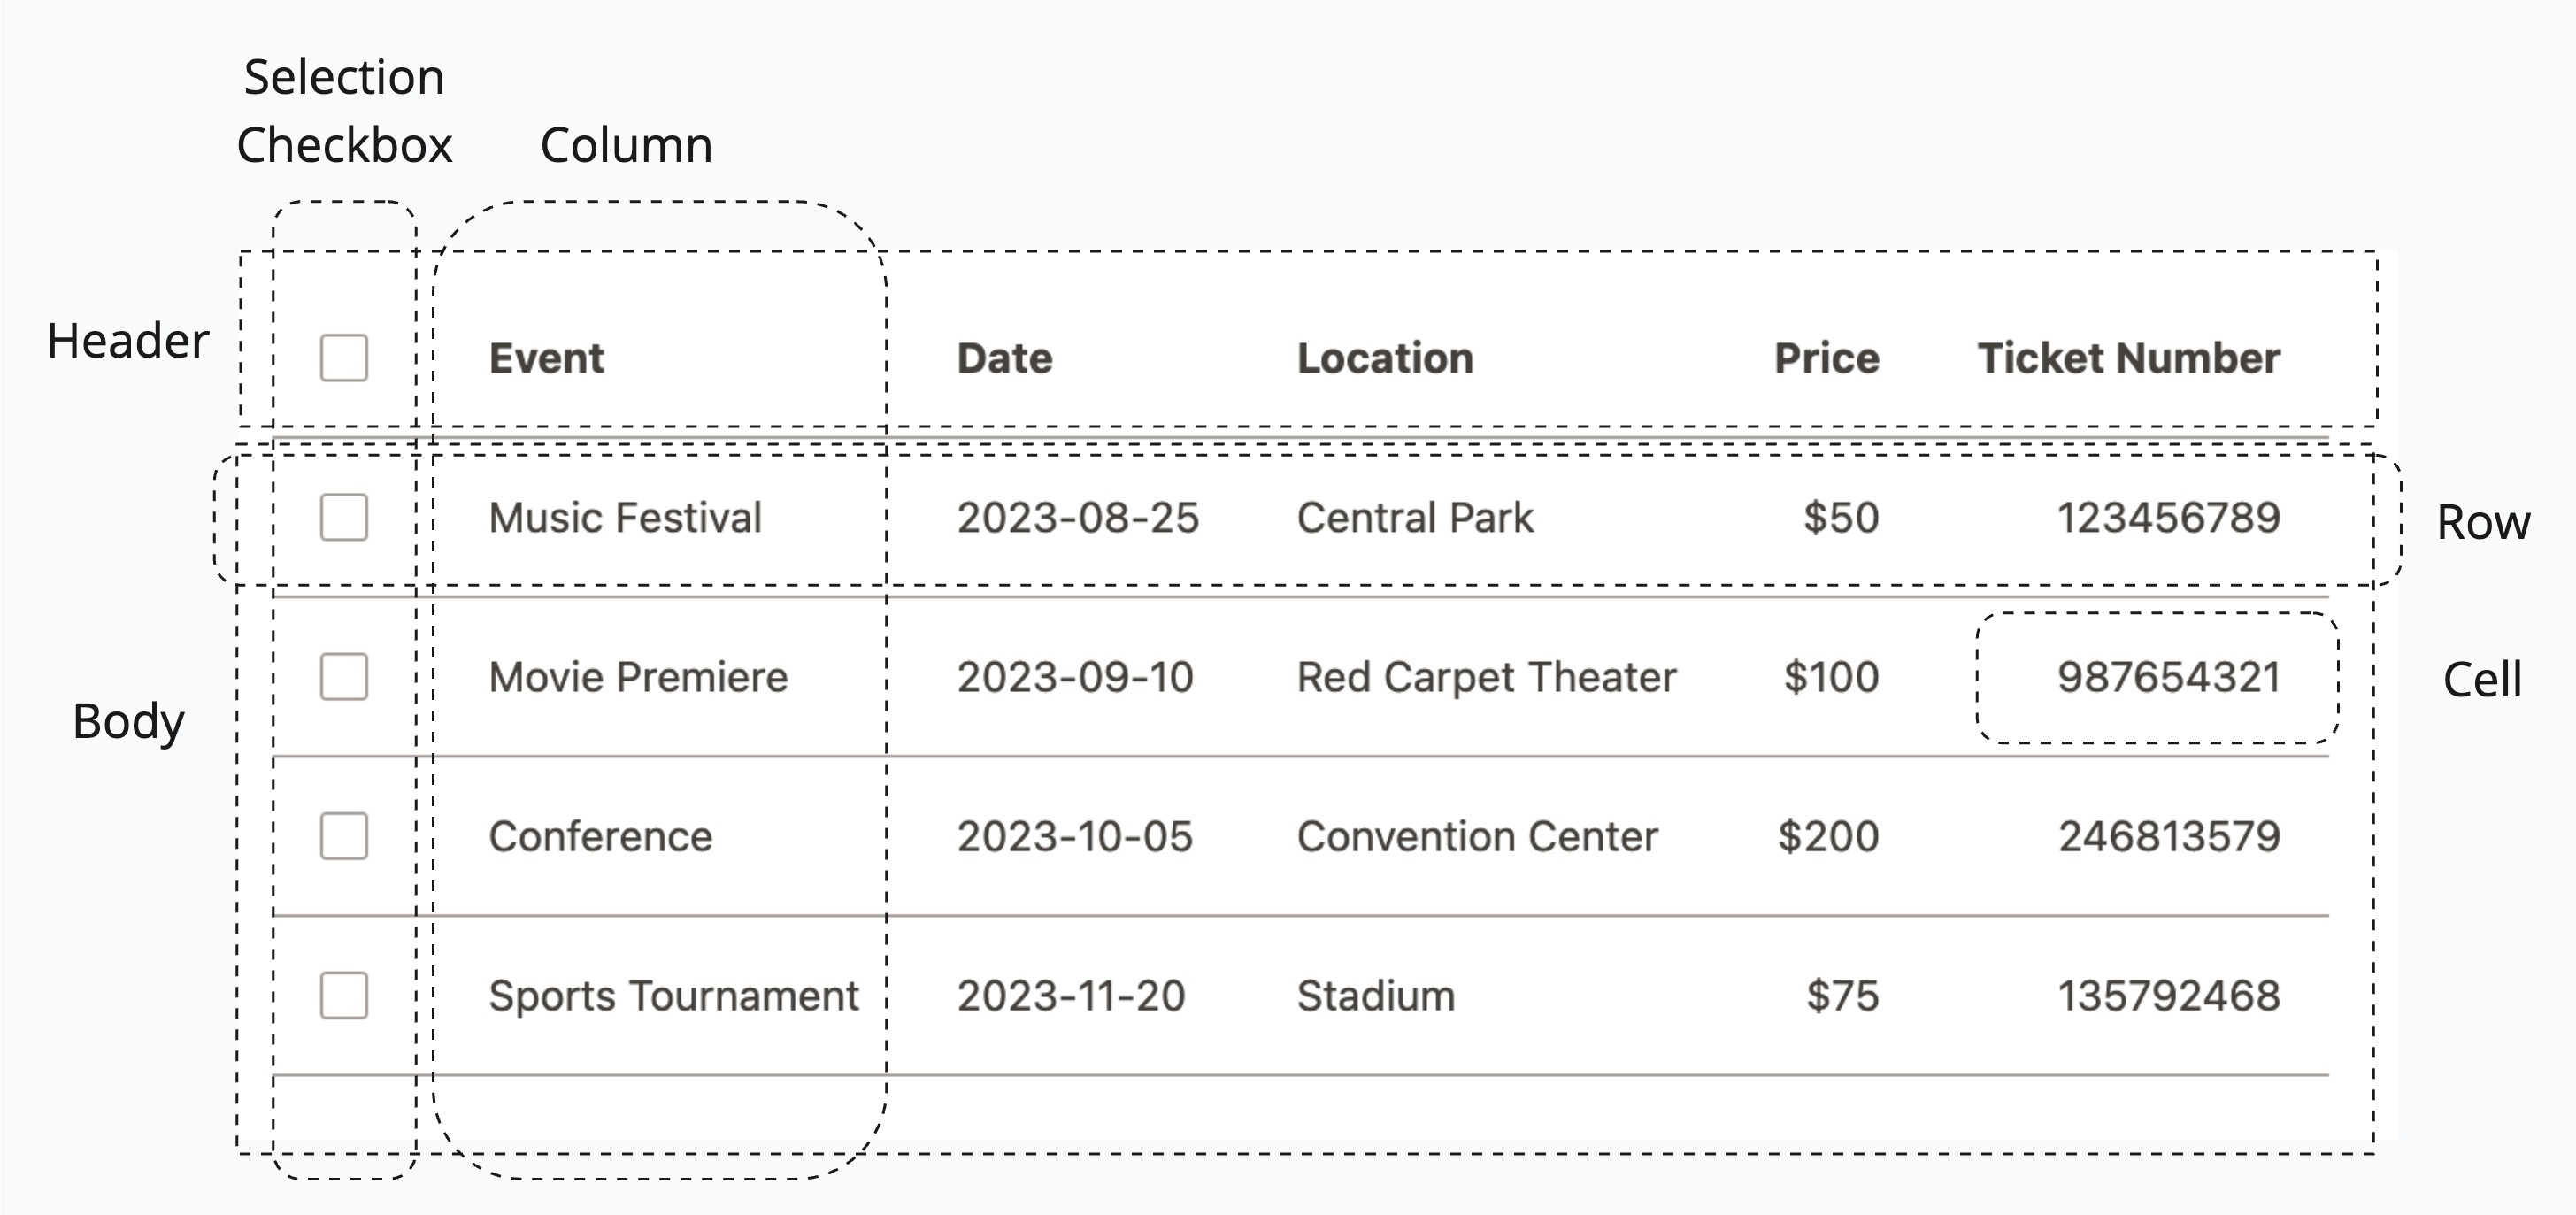 Selection
Checkbox
Column
Header
Event Date Location Price Ticket Number
Music Festival 2023-08-25 Central Park $50 123456789
Row
Movie Premiere 2023-09-10 Red Carpet Theater $100 987654321
Cell
Body
Conference 2023-10-05 Convention Center $200 246813579
Sports Tournament 2023-11-20 Stadium $75 135792468